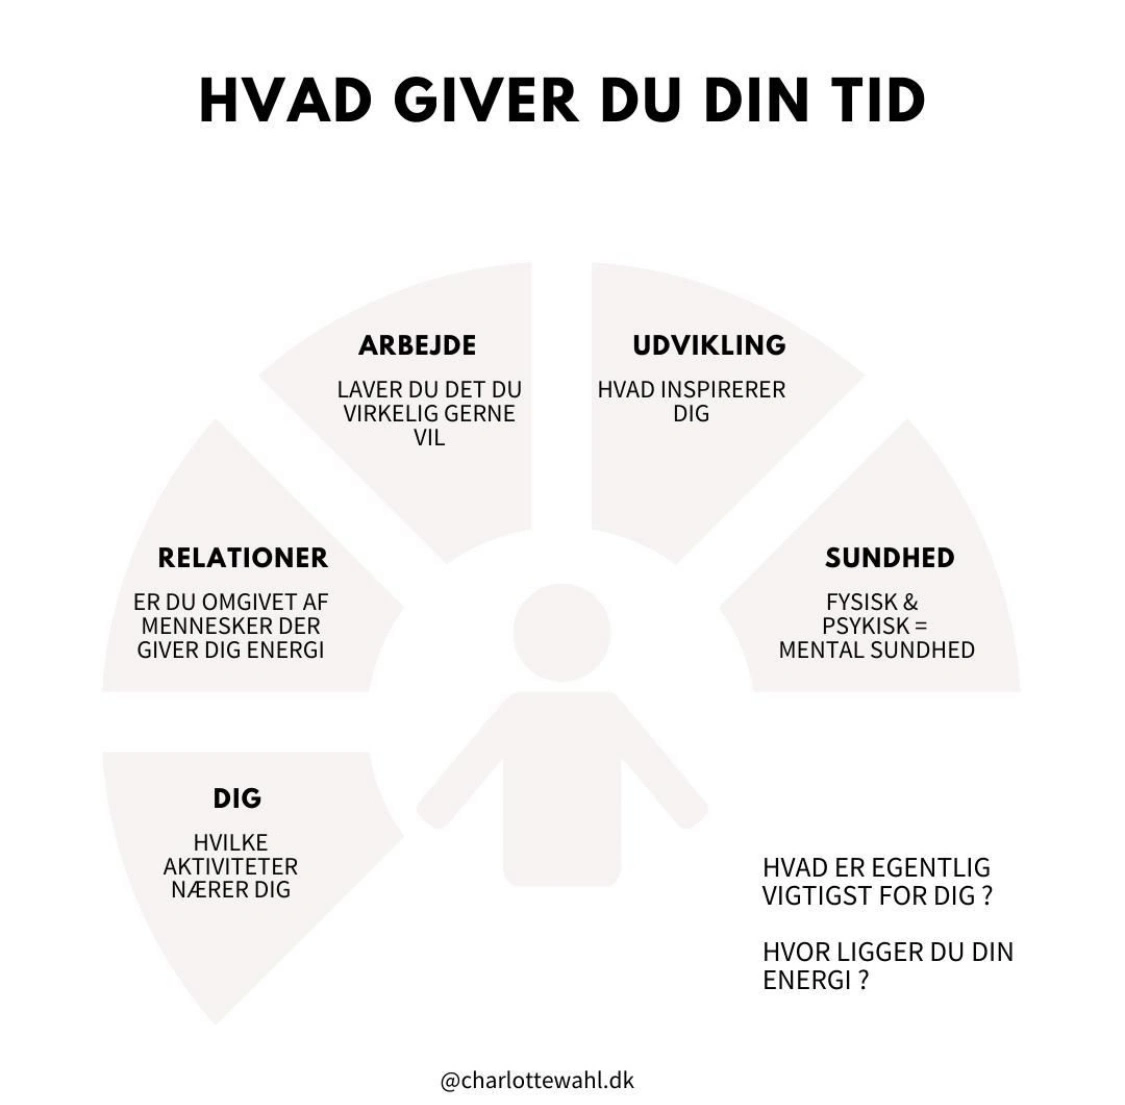 HVAD GIVER DU DIN TID
ARBEJDE
LAVER DU DET DU
VIRKELIG GERNE
VIL
UDVIKLING
HVAD INSPIRERER
DIG
RELATIONER
ER DU OMGIVET AF
MENNESKER DER
GIVER DIG ENERGI
SUNDHED
FYSISK &
PSYKISK =
MENTAL SUNDHED
DIG
HVILKE
AKTIVITETER
NÆRER DIG
HVAD ER EGENTLIG
VIGTIGST FOR DIG ?
HVOR LIGGER DU DIN
ENERGI ?
@charlottewahl.dk